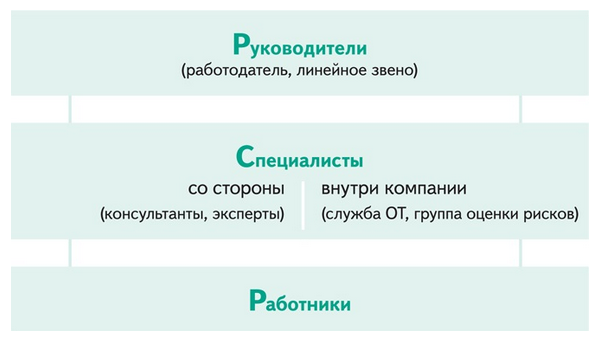 Руководители
(работодатель, линейное звено)
Специалисты
со стороны внутри компании
(консультанты, эксперты) (служба ОТ, группа оценки рисков)
Работники